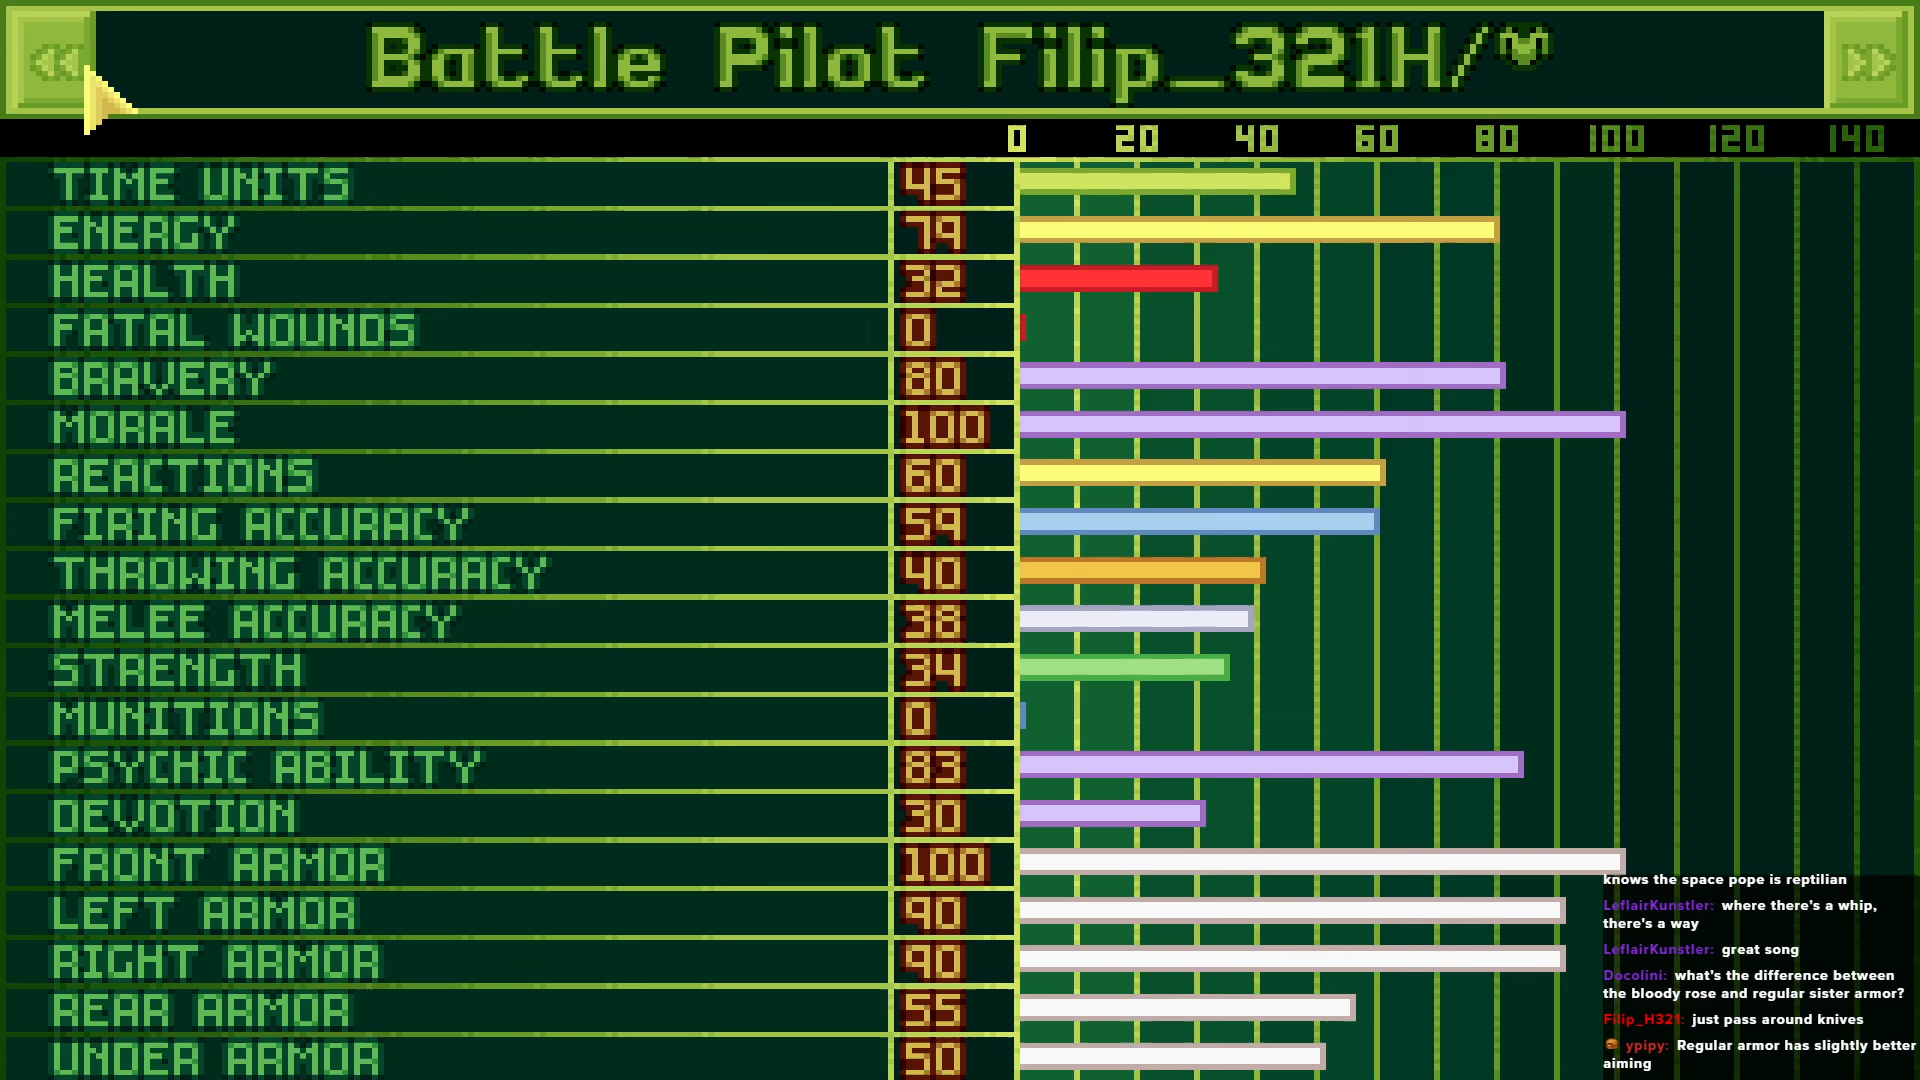 Battle Pilot Filip_321H/♥
0 20 40 60 80 100 120 140
TIME UNITS 45
ENERGY 79
HEALTH 32
FATAL WOUNDS 0
BRAVERY 80
MORALE 100
REACTIONS 60
FIRING ACCURACY 59
THROWING ACCURACY 40
MELEE ACCURACY 38
STRENGTH 34
MUNITIONS 0
PSYCHIC ABILITY 83
DEVOTION 30
FRONT ARMOR 100
LEFT ARMOR 90
RIGHT ARMOR 90
REAR ARMOR 55
UNDER ARMOR 50
knows the space pope is reptilian
LeflairKunstler: where there's a whip,
there's a way
LeflairKunstler: great song
Docolini: what's the difference between
the bloody rose and regular sister armor?
Filip_H321: just pass around knives
ypipy: Regular armor has slightly better
aiming